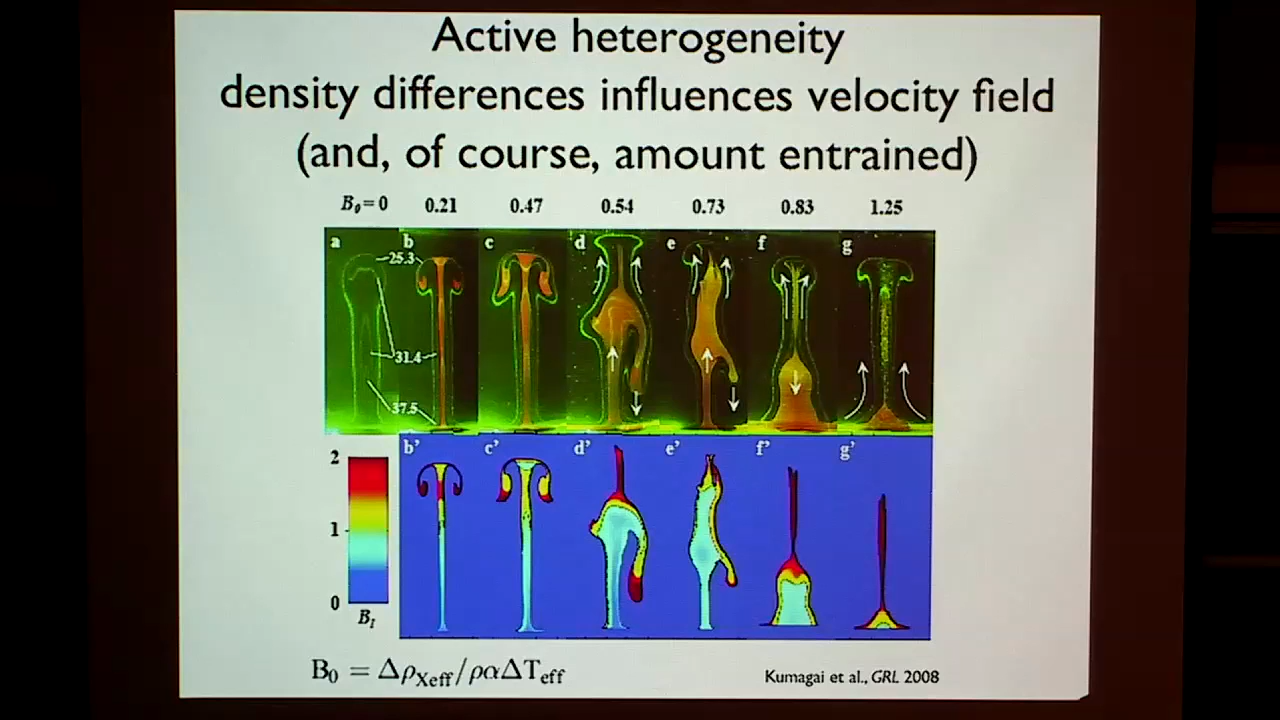 Active heterogeneity
density differences influences velocity field
(and, of course, amount entrained)
B₀=0 0.21 0.47 0.54 0.73 0.83 1.25
a b c d e f g
25.3
31.4
37.5
b' c' d' e' f' g'
2
1
0
B_l
B₀ = Δρ_Xeff/ραΔT_eff
Kumagai et al., GRL 2008